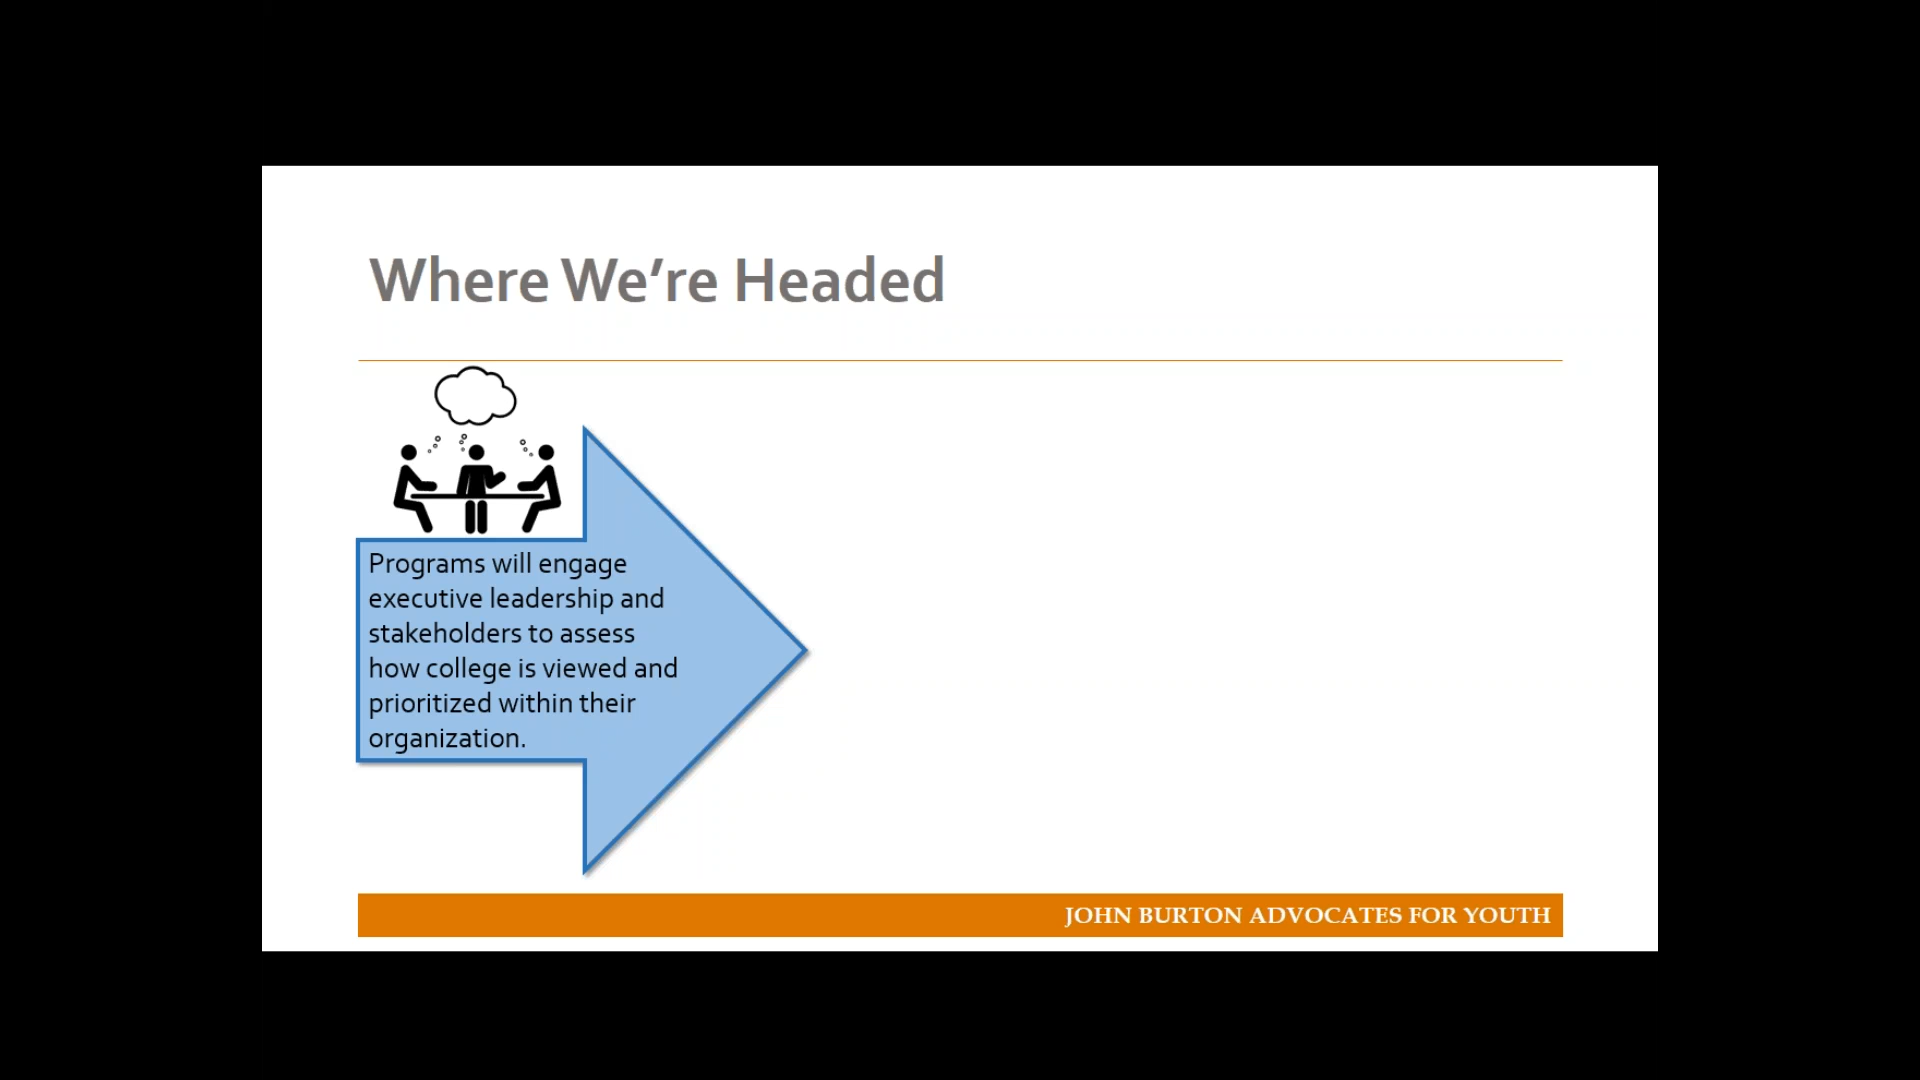 Where We’re Headed
Programs will engage
executive leadership and
stakeholders to assess
how college is viewed and
prioritized within their
organization.
JOHN BURTON ADVOCATES FOR YOUTH